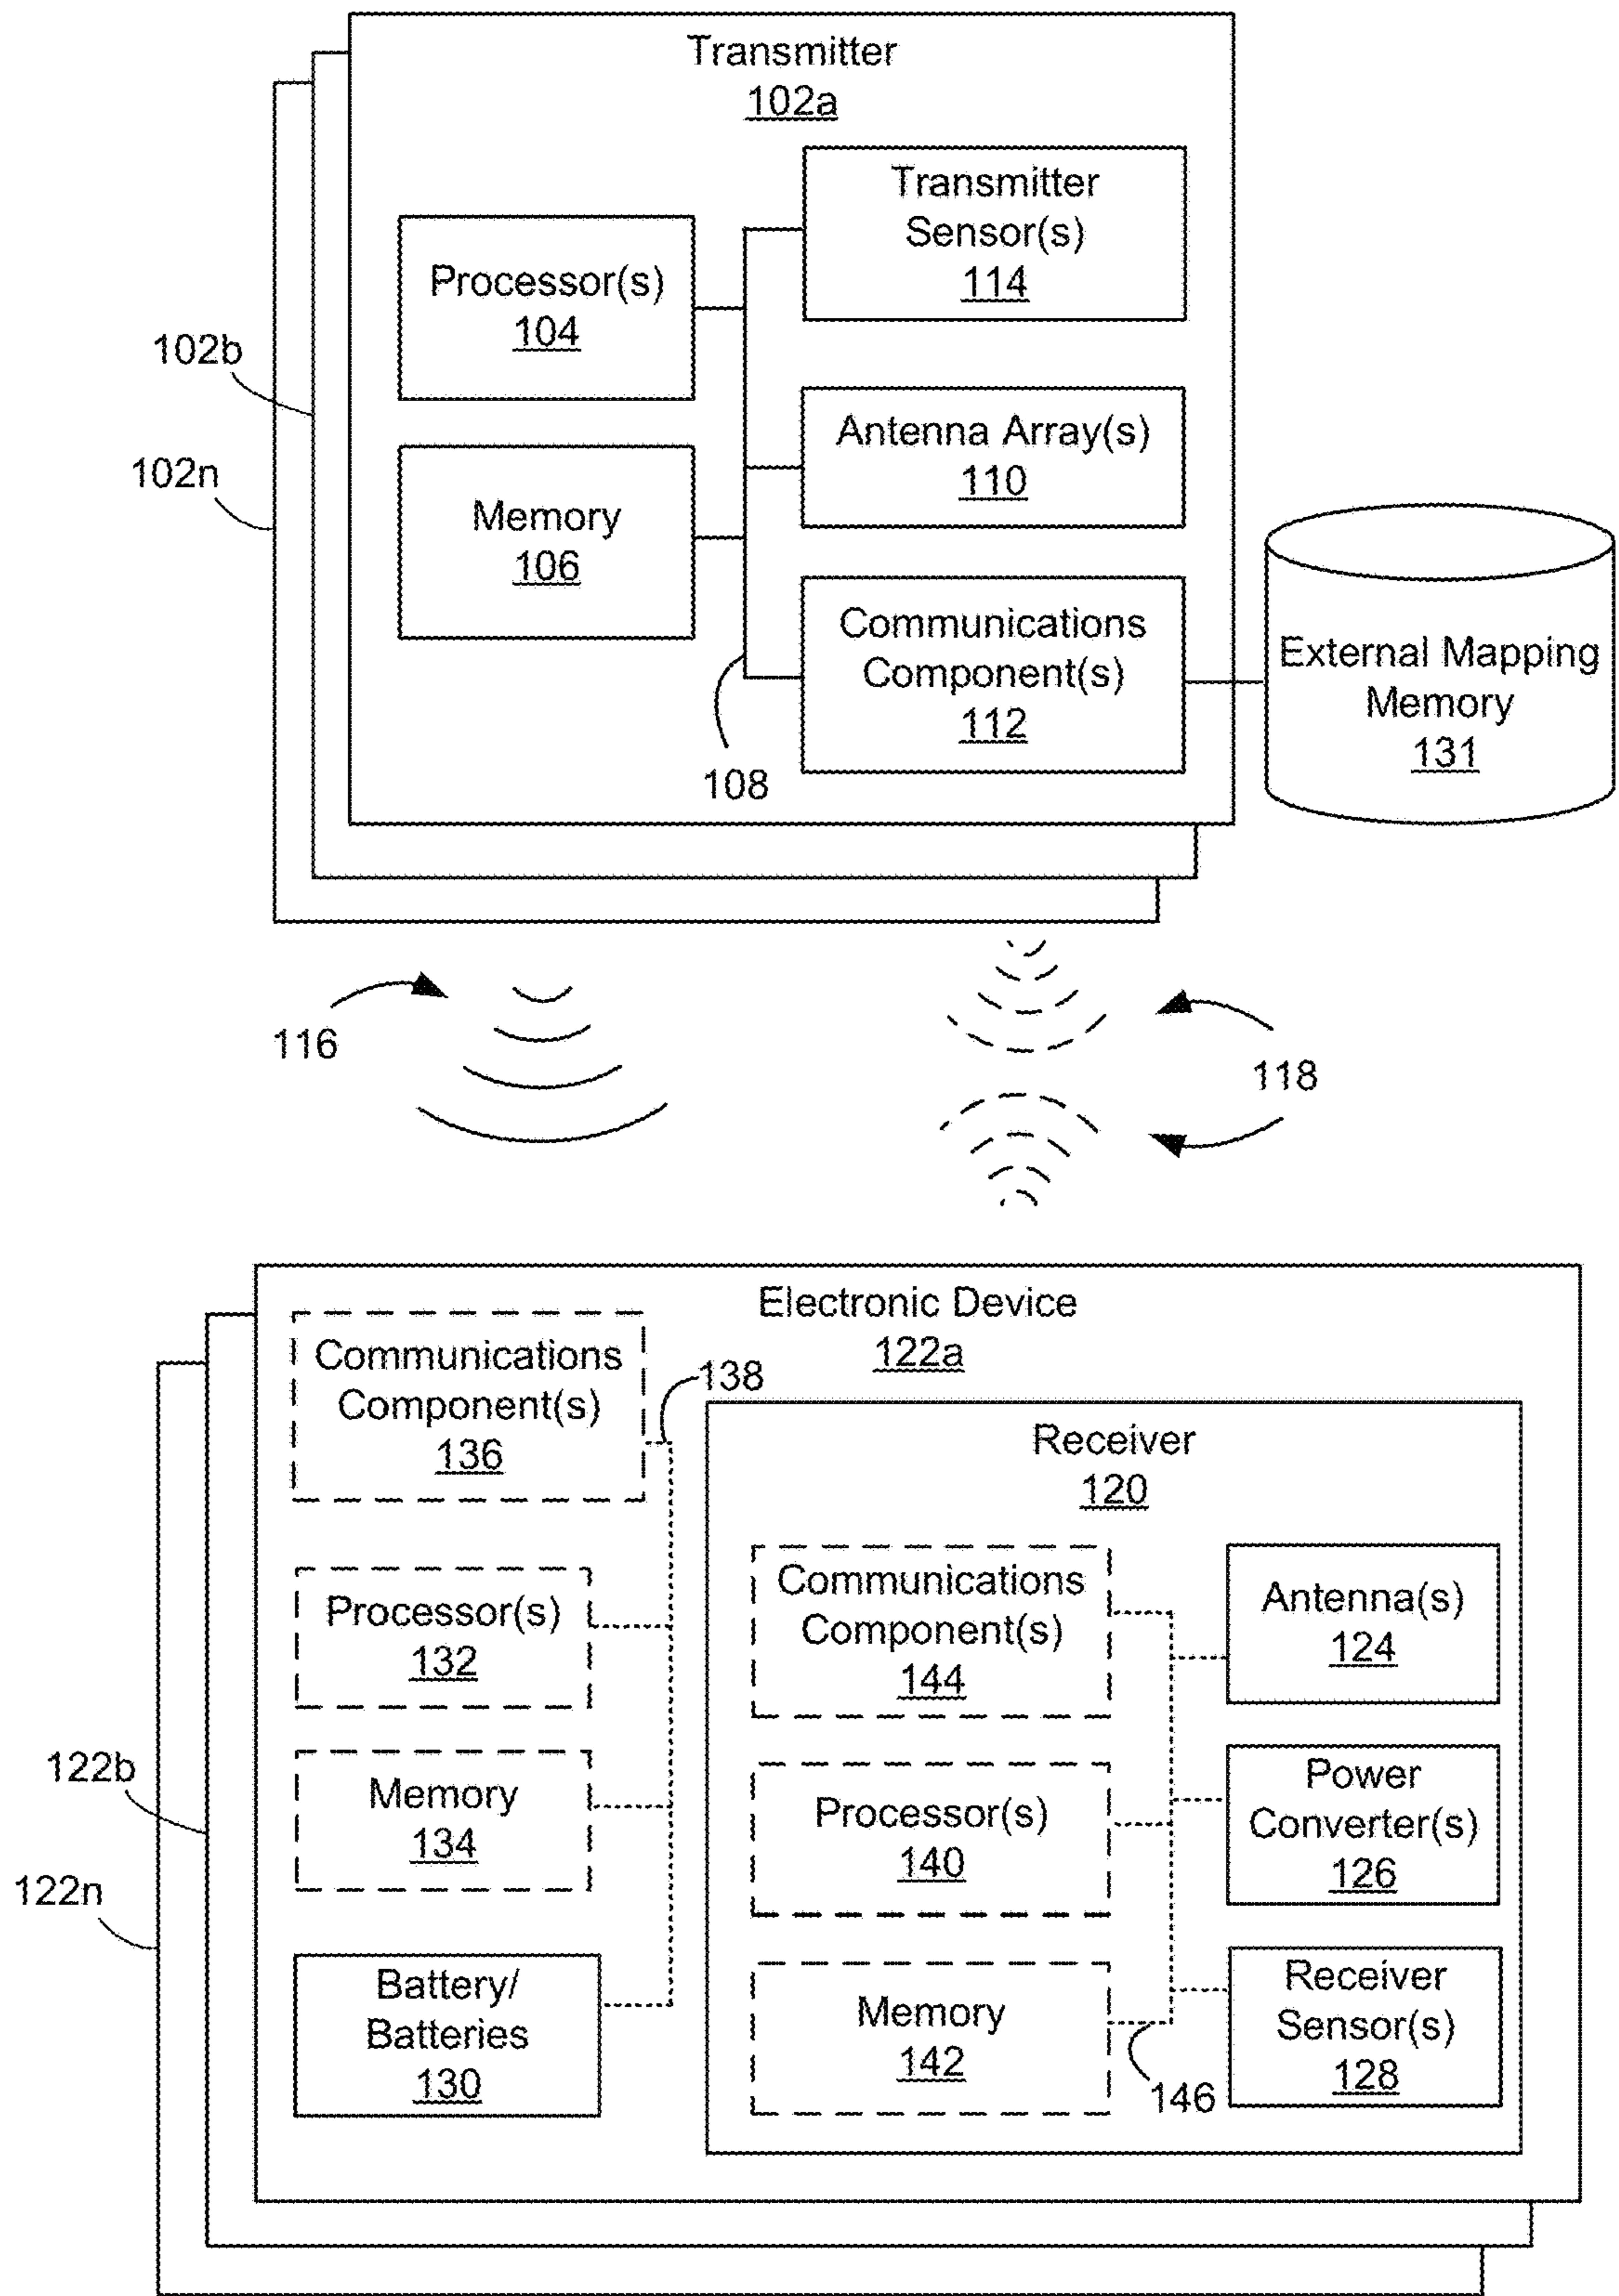 Transmitter
102a
Transmitter
Sensor(s)
114
Processor(s)
104
102b
Antenna Array(s)
110
102n
Memory
106
Communications
Component(s)
112
108
External Mapping
Memory
131
116
118
Electronic Device
122a
Communications
Component(s)
136
138
Receiver
120
Processor(s)
132
Communications
Component(s)
144
Antenna(s)
124
122b
Memory
134
Processor(s)
140
Power
Converter(s)
126
122n
Battery/
Batteries
130
Memory
142
146
Receiver
Sensor(s)
128